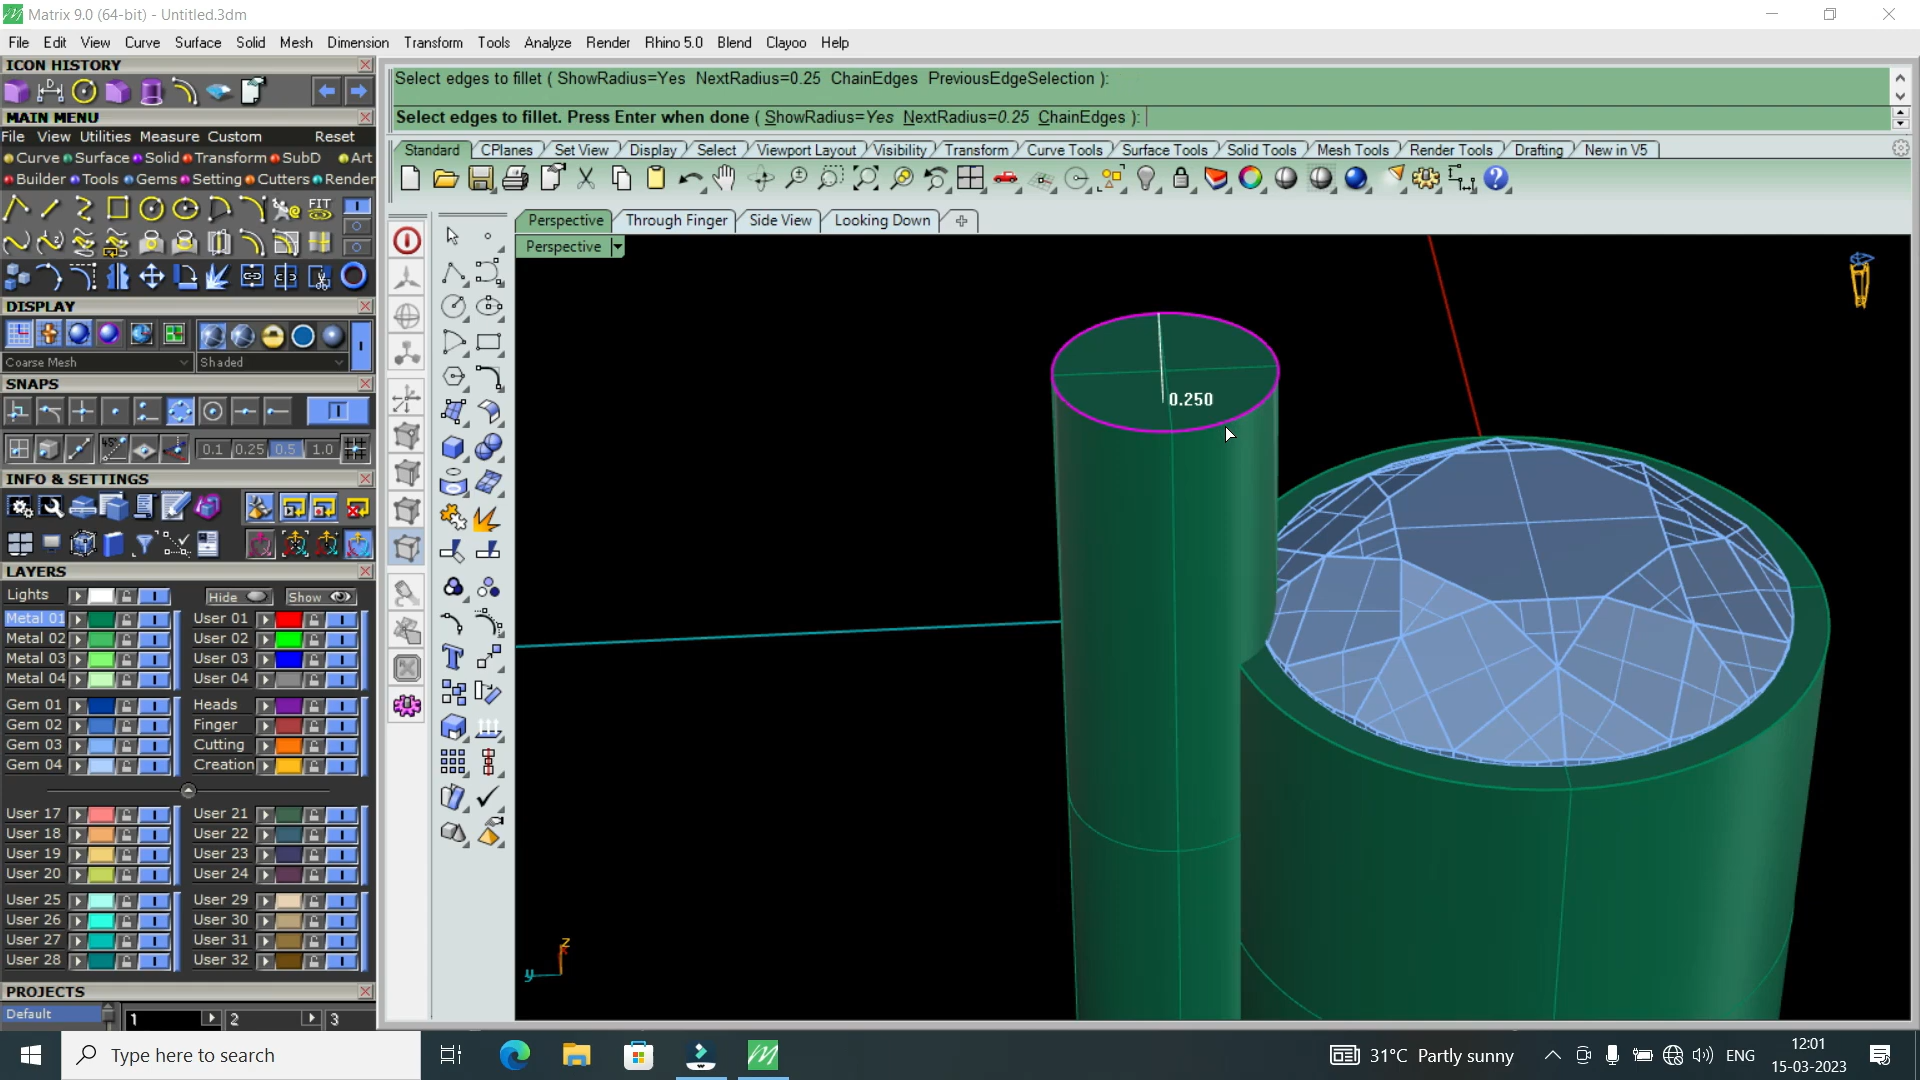 Matrix 9.0 (64-bit) - Untitled.3dm
File Edit View Curve Surface Solid Mesh Dimension Transform Tools Analyze Render Rhino 5.0 Blend Clayoo Help
ICON HISTORY
MAIN MENU
File View Utilities Measure Custom Reset
Curve Surface Solid Transform SubD Art
Builder Tools Gems Setting Cutters Render
FIT
DISPLAY
Coarse Mesh Shaded
SNAPS
45°
0.1 0.25 0.5 1.0
INFO & SETTINGS
LAYERS
Lights Hide Show
Metal 01 User 01
Metal 02 User 02
Metal 03 User 03
Metal 04 User 04
Gem 01 Heads
Gem 02 Finger
Gem 03 Cutting
Gem 04 Creation
User 17 User 21
User 18 User 22
User 19 User 23
User 20 User 24
User 25 User 29
User 26 User 30
User 27 User 31
User 28 User 32
PROJECTS
Default 1 2 3
Select edges to fillet ( ShowRadius=Yes NextRadius=0.25 ChainEdges PreviousEdgeSelection ):
Select edges to fillet. Press Enter when done ( ShowRadius=Yes NextRadius=0.25 ChainEdges ):
Standard CPlanes Set View Display Select Viewport Layout Visibility Transform Curve Tools Surface Tools Solid Tools Mesh Tools Render Tools Drafting New in V5
Perspective Through Finger Side View Looking Down
Perspective
0.250
z
x
y
Type here to search
31°C Partly sunny
ENG
12:01
15-03-2023